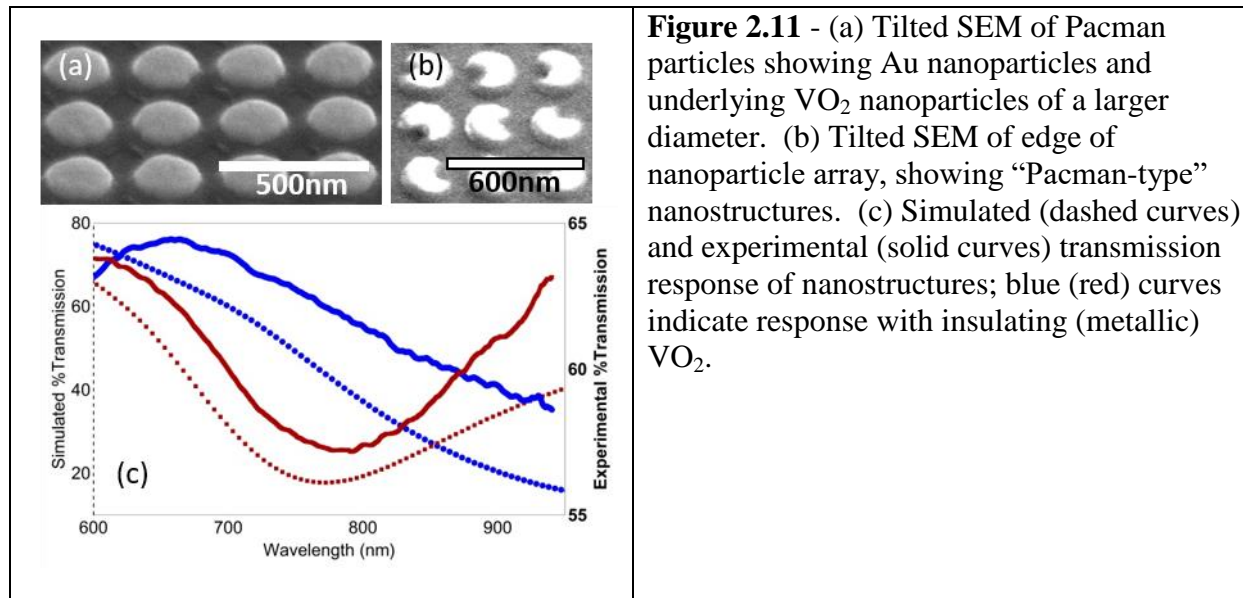 (a)
500nm
(b)
600nm
80
60
40
20
Simulated %Transmission
65
60
55
Experimental %Transmission
(c)
600
700
800
900
Wavelength (nm)
Figure 2.11 - (a) Tilted SEM of Pacman
particles showing Au nanoparticles and
underlying VO₂ nanoparticles of a larger
diameter.  (b) Tilted SEM of edge of
nanoparticle array, showing “Pacman-type”
nanostructures.  (c) Simulated (dashed curves)
and experimental (solid curves) transmission
response of nanostructures; blue (red) curves
indicate response with insulating (metallic)
VO₂.